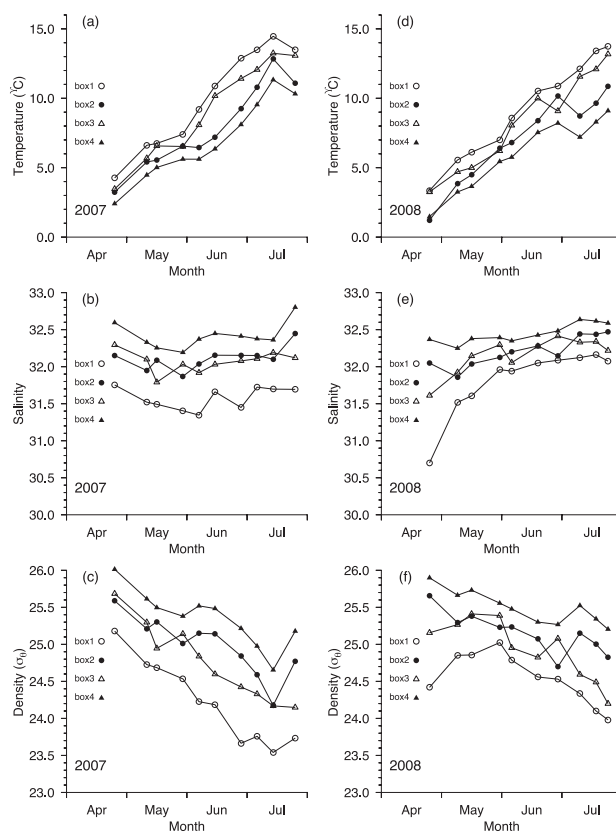 (a)
15.0
10.0
5.0
0.0
Temperature (°C)
box1
box2
box3
box4
2007
Apr May Jun Jul
Month
(d)
15.0
10.0
5.0
0.0
Temperature (°C)
box1
box2
box3
box4
2008
Apr May Jun Jul
Month
(b)
33.0
32.5
32.0
31.5
31.0
30.5
30.0
Salinity
box1
box2
box3
box4
2007
Apr May Jun Jul
Month
(e)
33.0
32.5
32.0
31.5
31.0
30.5
30.0
Salinity
box1
box2
box3
box4
2008
Apr May Jun Jul
Month
(c)
26.0
25.5
25.0
24.5
24.0
23.5
23.0
Density (σθ)
box1
box2
box3
box4
2007
Apr May Jun Jul
Month
(f)
26.0
25.5
25.0
24.5
24.0
23.5
23.0
Density (σθ)
box1
box2
box3
box4
2008
Apr May Jun Jul
Month